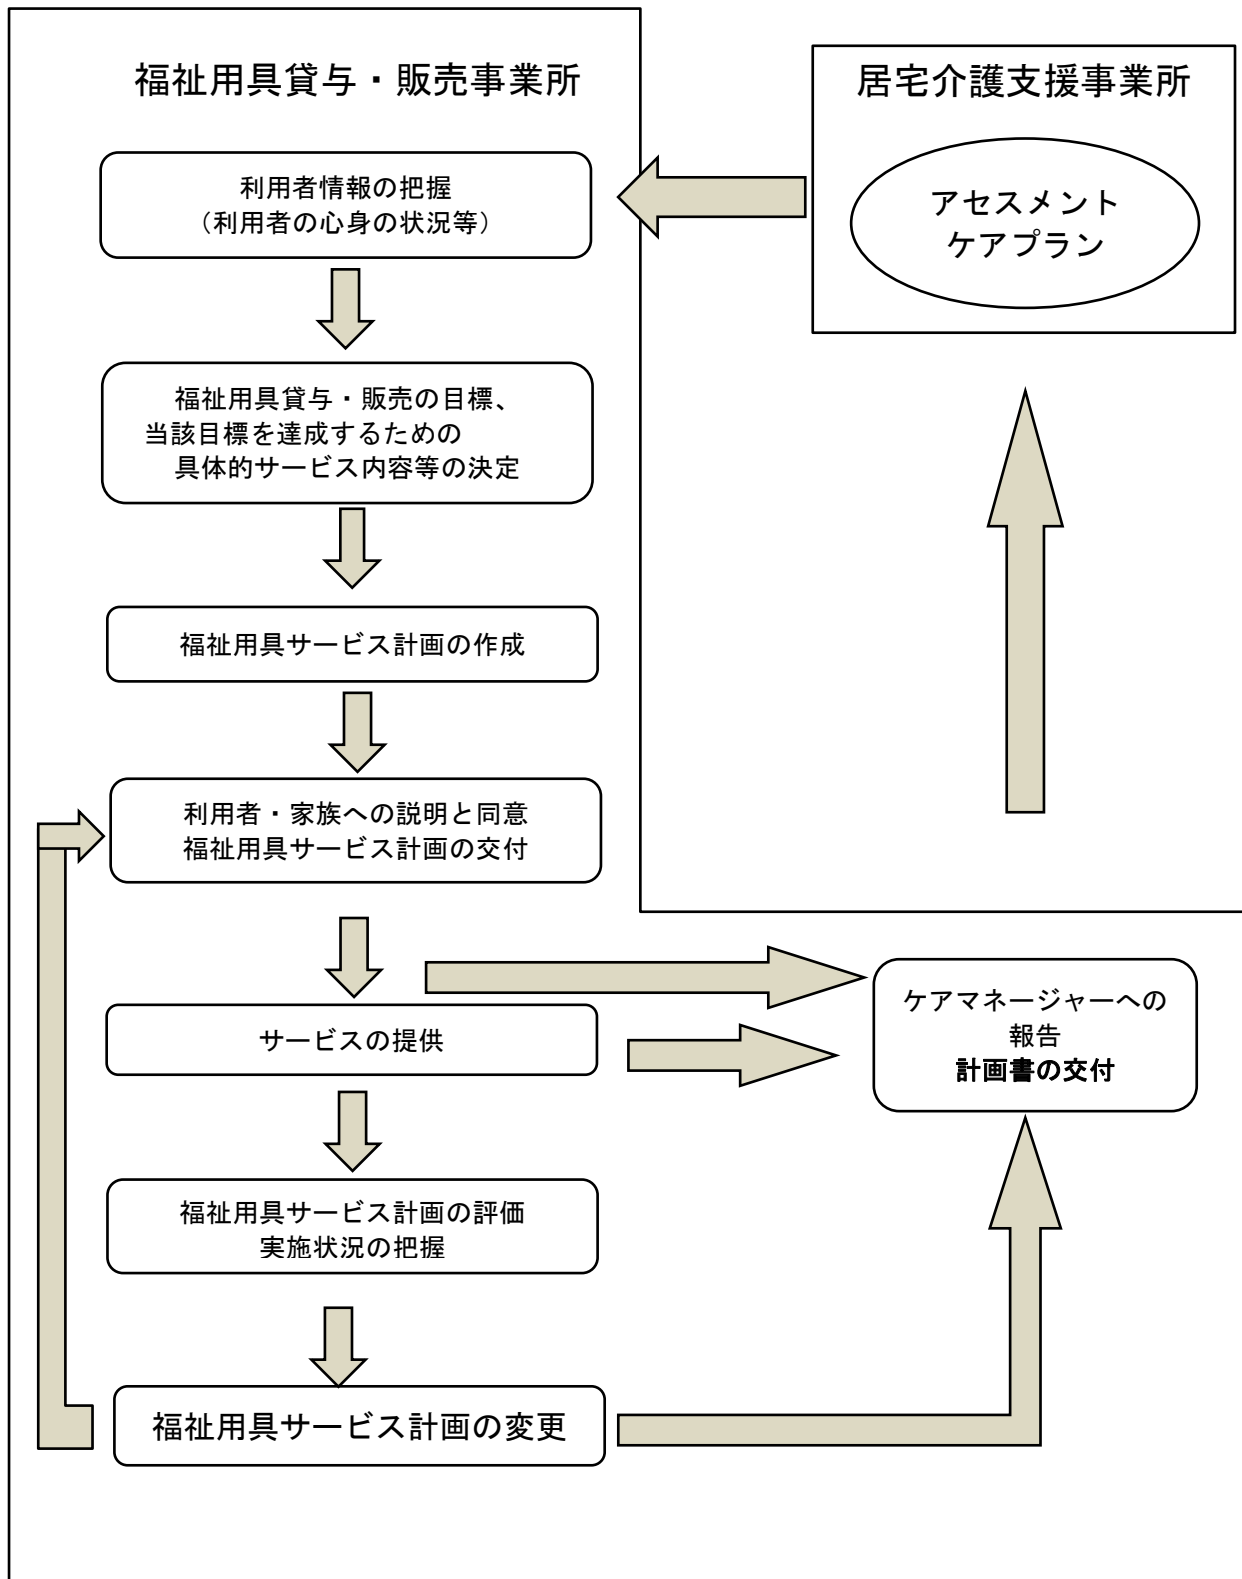 福祉用具貸与・販売事業所
居宅介護支援事業所
アセスメント
ケアプラン
利用者情報の把握
（利用者の心身の状況等）
福祉用具貸与・販売の目標、
当該目標を達成するための
具体的サービス内容等の決定
福祉用具サービス計画の作成
利用者・家族への説明と同意
福祉用具サービス計画の交付
サービスの提供
ケアマネージャーへの
報告
計画書の交付
福祉用具サービス計画の評価
実施状況の把握
福祉用具サービス計画の変更